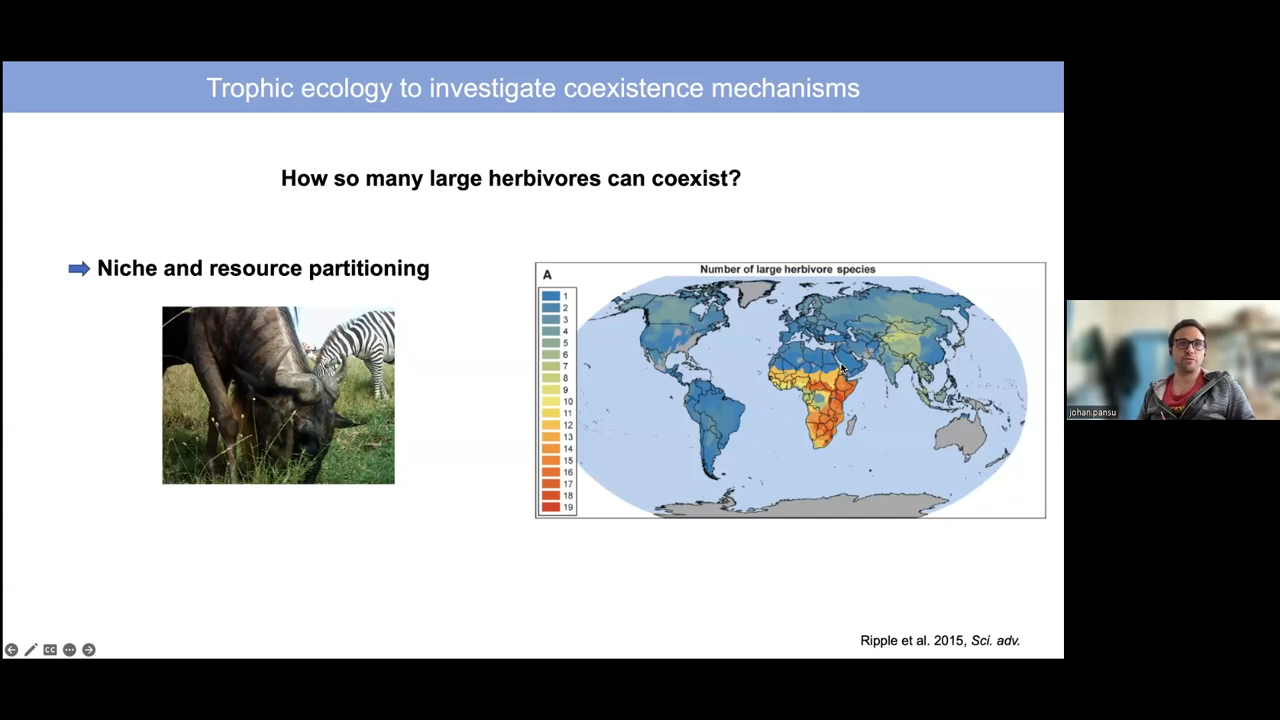 Trophic ecology to investigate coexistence mechanisms
How so many large herbivores can coexist?
Niche and resource partitioning
A
Number of large herbivore species
1
2
3
4
5
6
7
8
9
10
11
12
13
14
15
16
17
18
19
johan.pansu
Ripple et al. 2015, Sci. adv.
CC